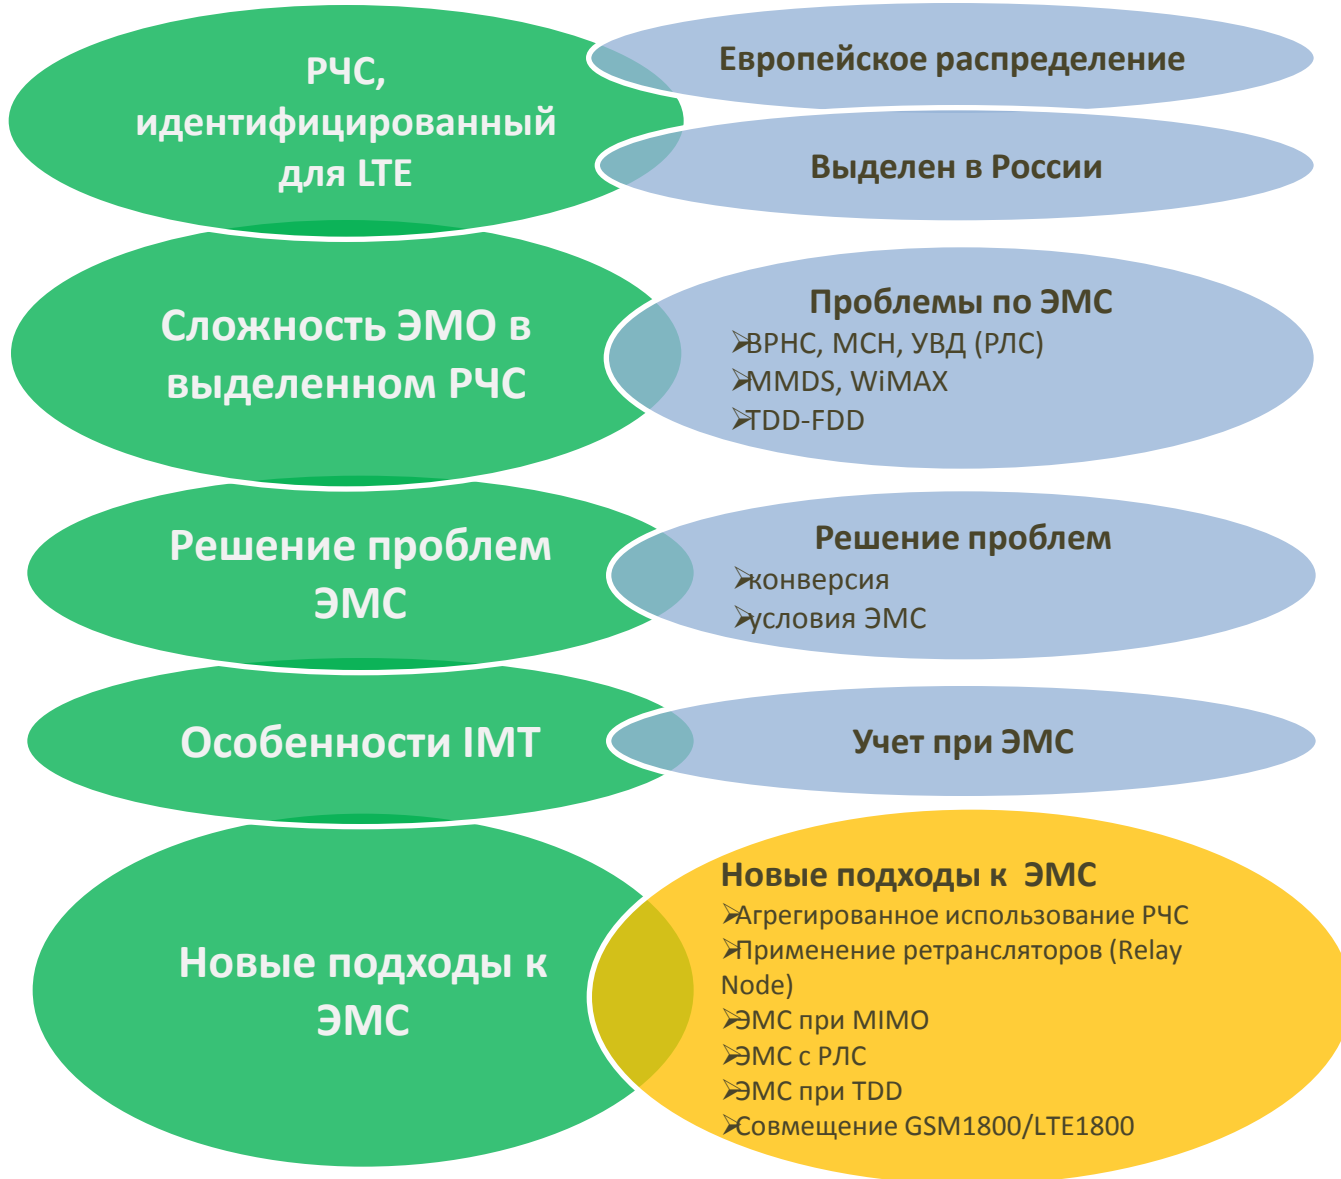 РЧС,
идентифицированный
для LTE
Европейское распределение
Выделен в России
Сложность ЭМО в
выделенном РЧС
Проблемы по ЭМС
➢ВРНС, МСН, УВД (РЛС)
➢MMDS, WiMAX
➢TDD-FDD
Решение проблем
ЭМС
Решение проблем
➢конверсия
➢условия ЭМС
Особенности IMT
Учет при ЭМС
Новые подходы к
ЭМС
Новые подходы к ЭМС
➢Агрегированное использование РЧС
➢Применение ретрансляторов (Relay
Node)
➢ЭМС при MIMO
➢ЭМС с РЛС
➢ЭМС при TDD
➢Совмещение GSM1800/LTE1800